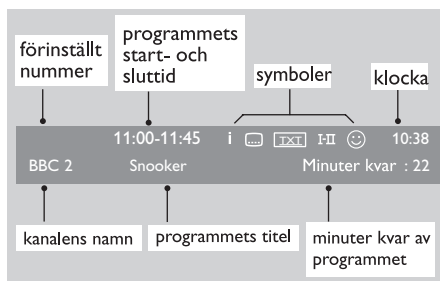 förinställt
nummer
programmets
start- och
sluttid
symboler
klocka
11:00-11:45 i TXT I-II 10:38
BBC 2 Snooker Minuter kvar : 22
kanalens namn
programmets titel
minuter kvar av
programmet